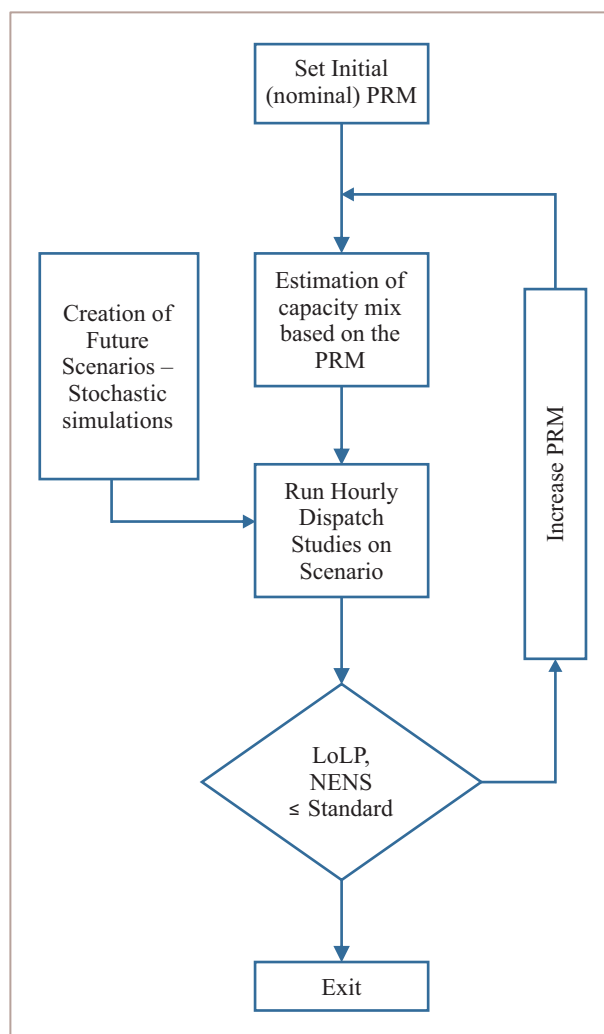 Set Initial
(nominal) PRM
Creation of
Future
Scenarios –
Stochastic
simulations
Estimation of
capacity mix
based on the
PRM
Increase PRM
Run Hourly
Dispatch
Studies on
Scenario
LoLP,
NENS
≤ Standard
Exit